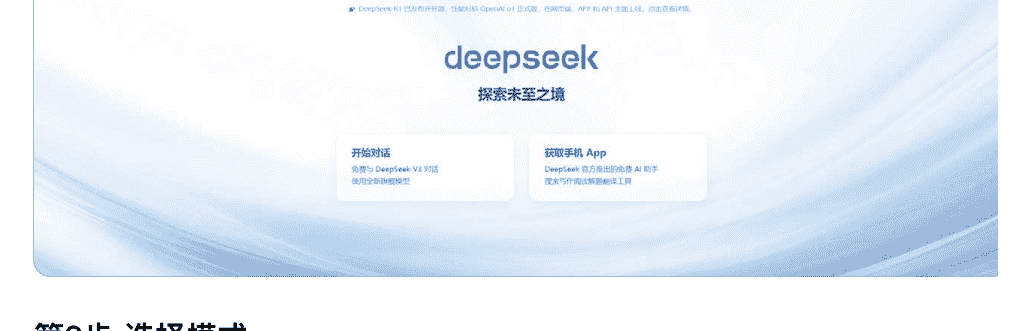 DeepSeek-R1 已发布并开源，性能对标 OpenAI o1 正式版，在网页端、APP 和 API 全面上线，点击查看详情。
deepseek
探索未至之境
开始对话
免费与 DeepSeek-V3 对话
使用全新旗舰模型
获取手机 App
DeepSeek 官方推出的免费 AI 助手
搜索写作阅读解题翻译工具
选择模式